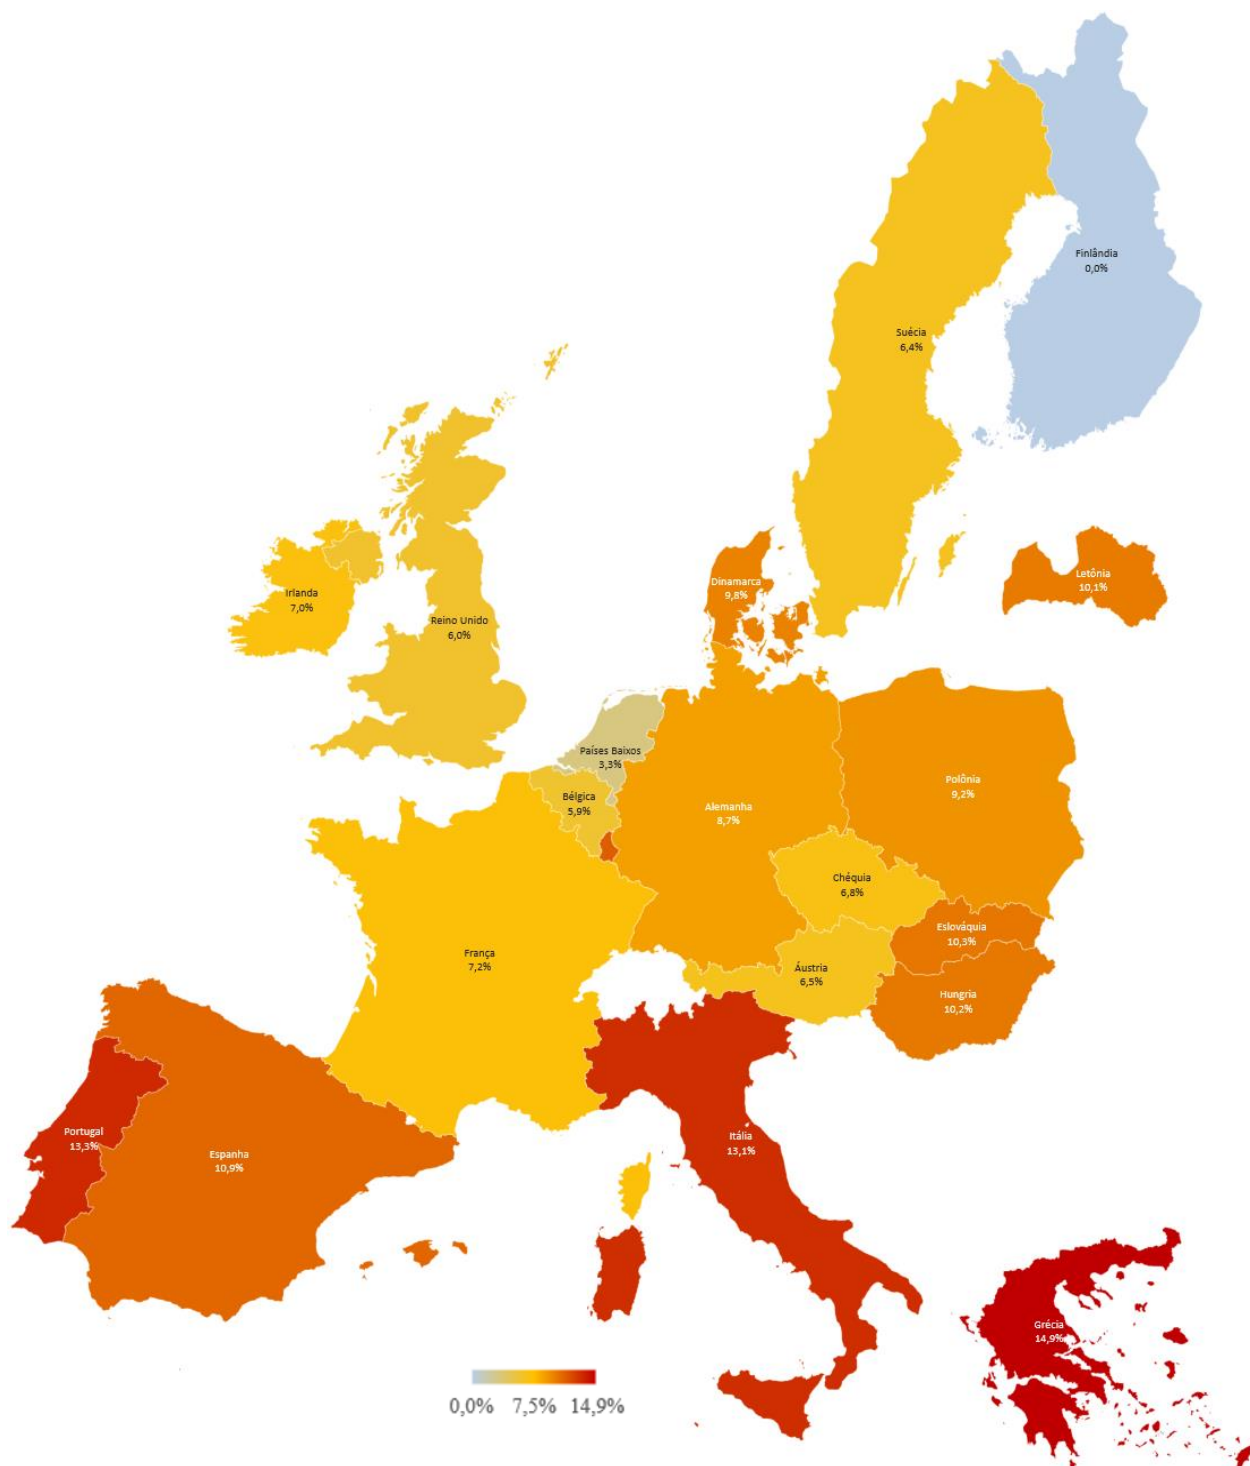 Finlândia
0,0%
Suécia
6,4%
Dinamarca
9,8%
Letônia
10,1%
Irlanda
7,0%
Reino Unido
6,0%
Países Baixos
3,3%
Bélgica
5,9%
Alemanha
8,7%
Polônia
9,2%
Chéquia
6,8%
Eslováquia
10,3%
França
7,2%
Áustria
6,5%
Hungria
10,2%
Portugal
13,3%
Espanha
10,9%
Itália
13,1%
Grécia
14,9%
0,0% 7,5% 14,9%